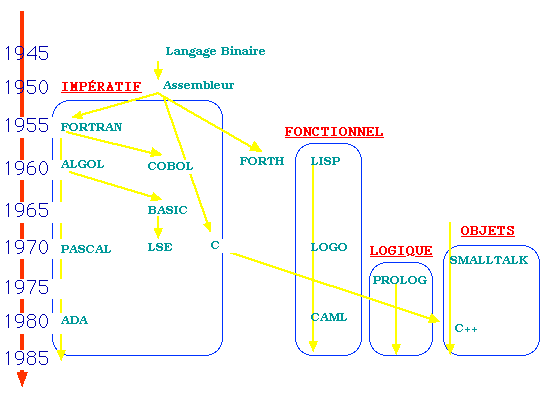 1945
Langage Binaire
1950
IMPÉRATIF
Assembleur
1955
FORTRAN
FONCTIONNEL
1960
ALGOL
COBOL
FORTH
LISP
1965
BASIC
OBJETS
1970
PASCAL
LSE
C
LOGO
LOGIQUE
SMALLTALK
1975
PROLOG
1980
ADA
CAML
C++
1985